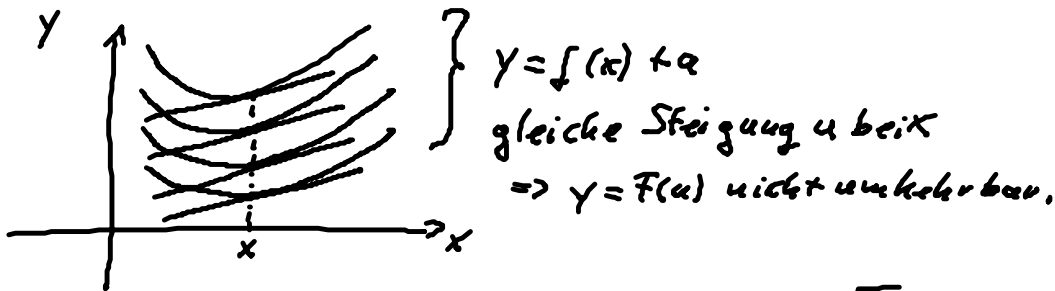 y
y = f(x) + a
gleiche Steigung u bei x
=> y = F(u) nicht umkehrbar.
x
x